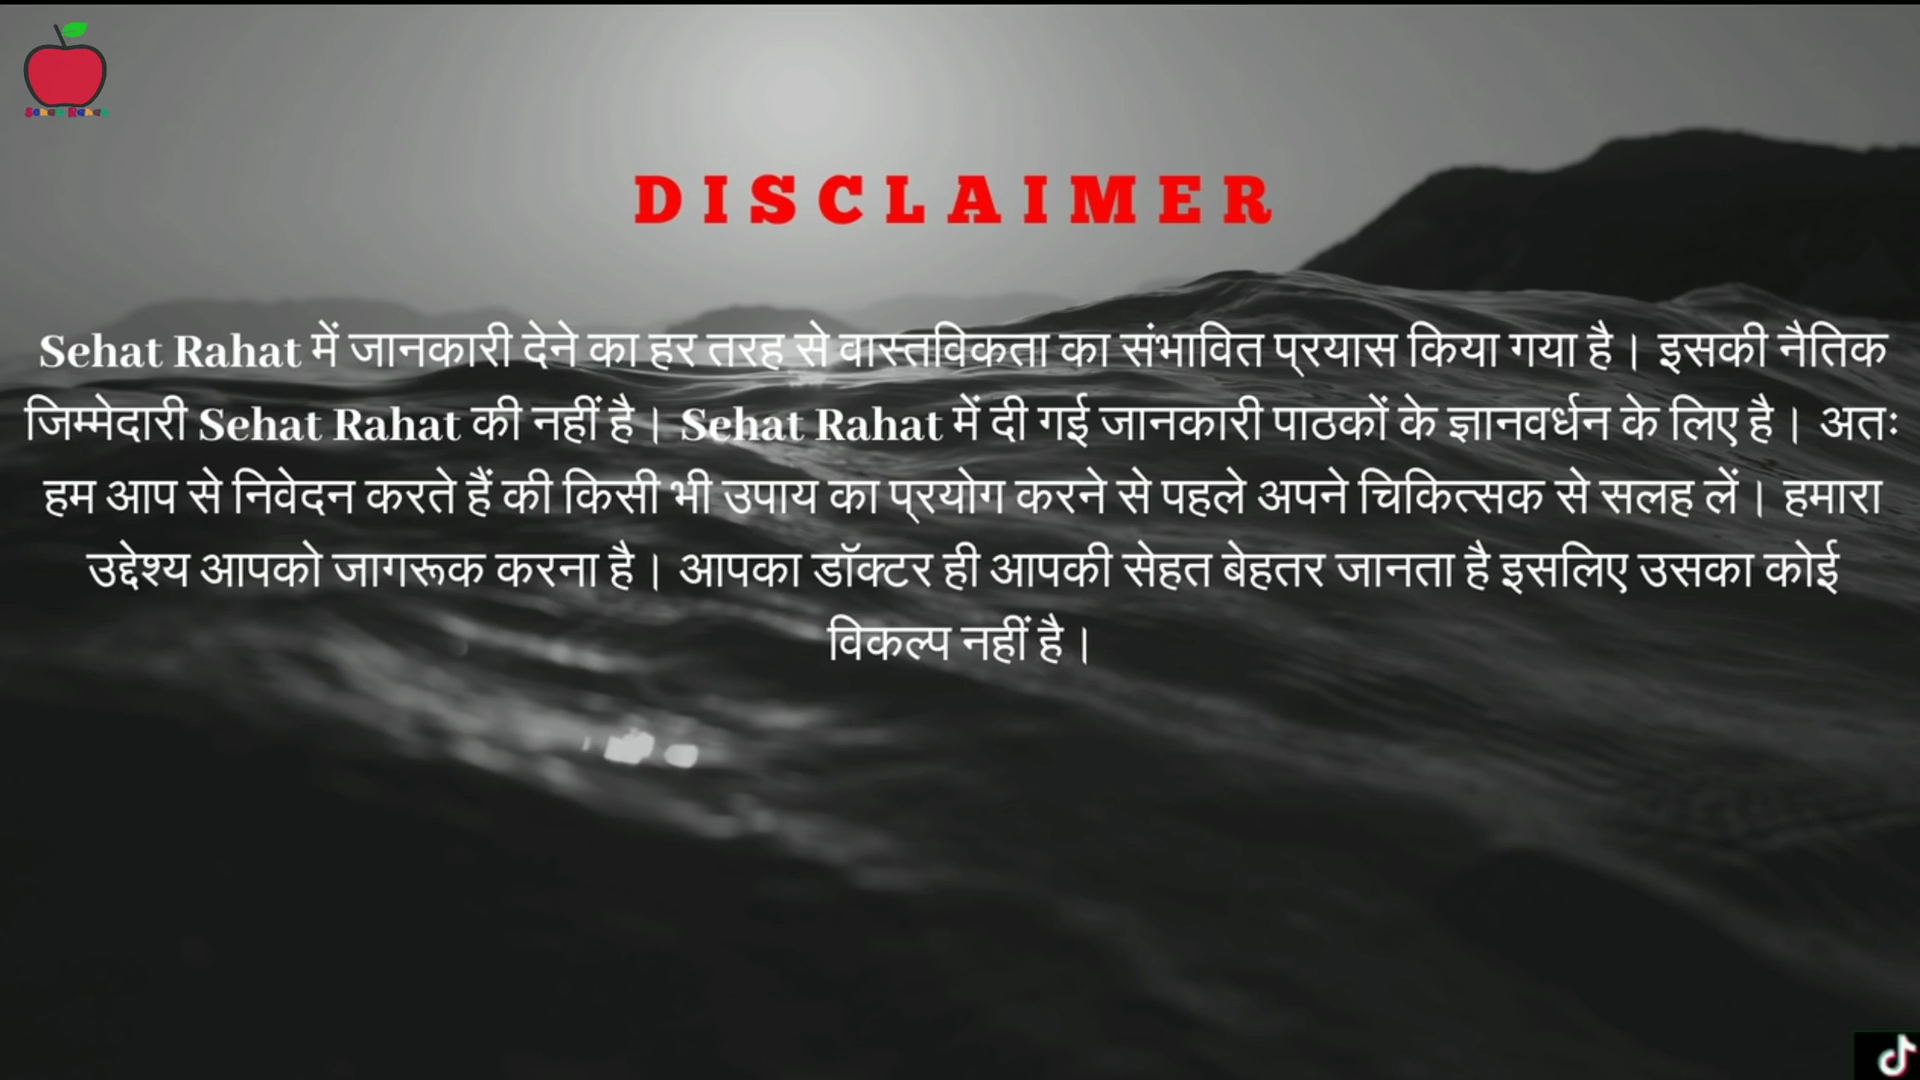 Sehat Rahat
DISCLAIMER
Sehat Rahat में जानकारी देने का हर तरह से वास्तविकता का संभावित प्रयास किया गया है। इसकी नैतिक
जिम्मेदारी Sehat Rahat की नहीं है। Sehat Rahat में दी गई जानकारी पाठकों के ज्ञानवर्धन के लिए है। अतः
हम आप से निवेदन करते हैं की किसी भी उपाय का प्रयोग करने से पहले अपने चिकित्सक से सलह लें। हमारा
उद्देश्य आपको जागरूक करना है। आपका डॉक्टर ही आपकी सेहत बेहतर जानता है इसलिए उसका कोई
विकल्प नहीं है।